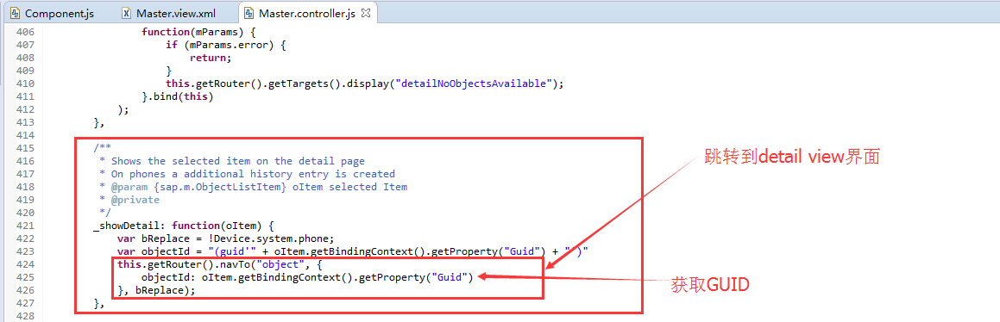 Component.js Master.view.xml Master.controller.js
406 function(mParams) {
407 if (mParams.error) {
408 return;
409 }
410 this.getRouter().getTargets().display("detailNoObjectsAvailable");
411 }.bind(this)
412 );
413 },
414
415 /**
416 * Shows the selected item on the detail page
417 * On phones a additional history entry is created
418 * @param {sap.m.ObjectListItem} oItem selected Item
419 * @private
420 */
421 _showDetail: function(oItem) {
422 var bReplace = !Device.system.phone;
423 var objectId = "(guid'" + oItem.getBindingContext().getProperty("Guid") + "')"
424 this.getRouter().navTo("object", {
425 objectId: oItem.getBindingContext().getProperty("Guid")
426 }, bReplace);
427 },
428
跳转到detail view界面
获取GUID